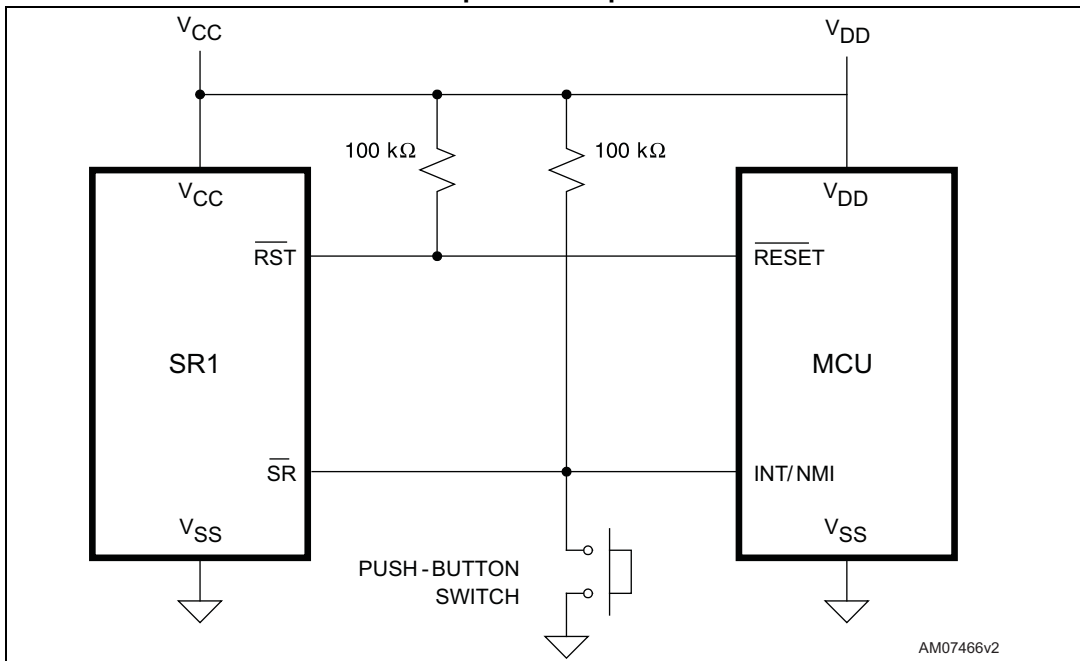 VCC
VDD
100 kΩ
100 kΩ
VCC
VDD
RST
RESET
SR1
MCU
SR
INT/NMI
VSS
VSS
PUSH-BUTTON
SWITCH
AM07466v2